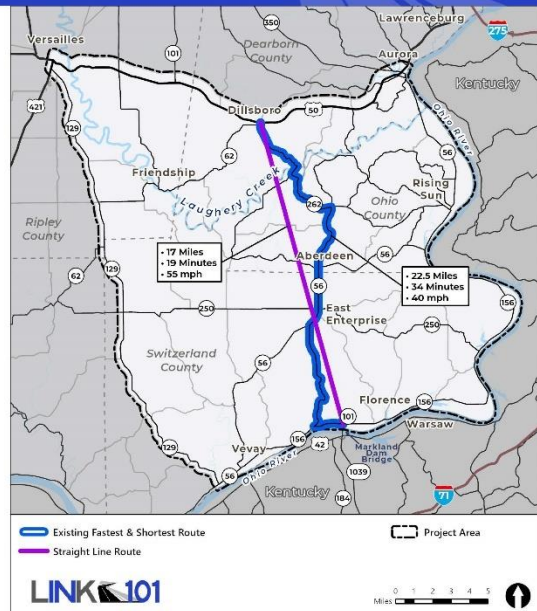 Lawrenceburg
350
275
Versailles
101
Dearborn
County
Aurora
Kentucky
421
Dillsboro
50
129
62
56
Ohio River
Friendship
Laughery Creek
262
Rising
Sun
Ohio
County
Ripley
County
• 17 Miles
• 19 Minutes
• 55 mph
Aberdeen
56
• 22.5 Miles
• 34 Minutes
• 40 mph
62
129
56
156
250
East
Enterprise
250
Switzerland
County
56
Florence
156
101
Warsaw
129
Vevay
156
42
Markland
Dam
Bridge
56
Ohio River
Kentucky
1039
184
71
Existing Fastest & Shortest Route
Project Area
Straight Line Route
LINK 101
Miles 0 1 2 3 4 5